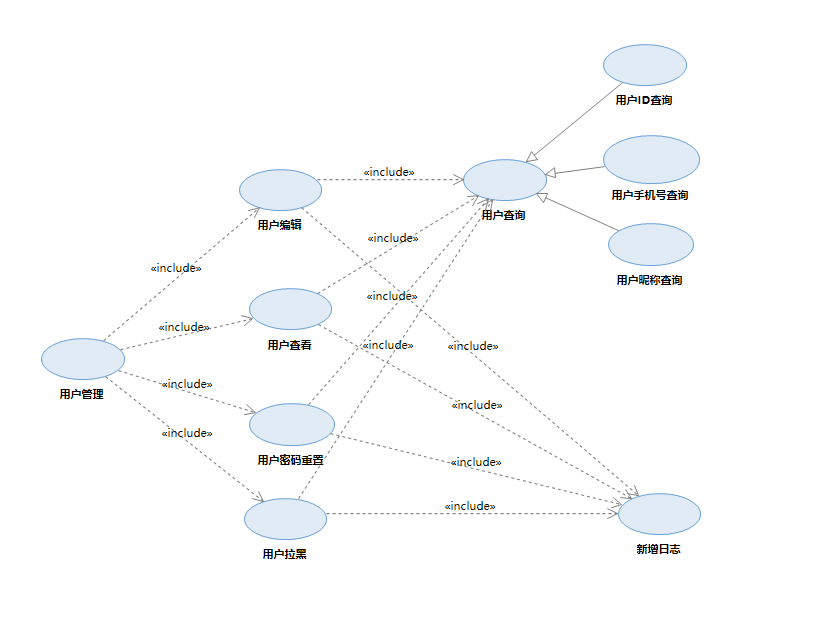 用户ID查询
«include»
用户手机号查询
用户查询
用户编辑
«include»
«include»
用户昵称查询
«include»
«include»
用户查看
«include»
«include»
用户管理
«include»
«include»
«include»
用户密码重置
«include»
«include»
用户拉黑
新增日志